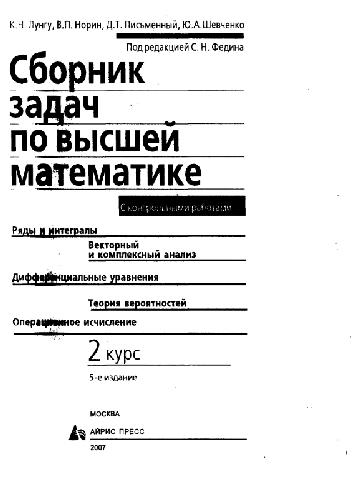 К.Н. Лунгу, В.П. Норин, Д.Т. Письменный, Ю.А. Шевченко
Под редакцией С. Н. Федина
Сборник
задач
по высшей
математике
С контрольными работами
Ряды и интегралы
Векторный
и комплексный анализ
Дифференциальные уравнения
Теория вероятностей
Операционное исчисление
2 курс
5-е издание
МОСКВА
АЙРИС ПРЕСС
2007